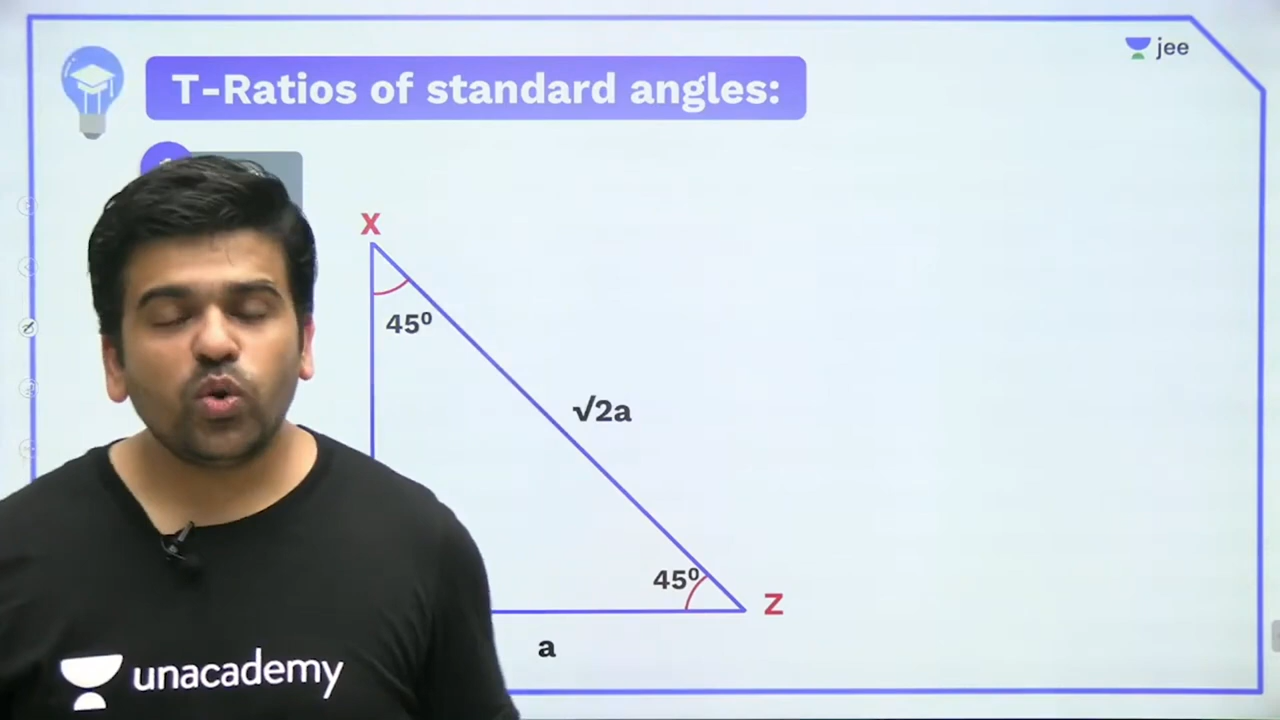 jee
T-Ratios of standard angles:
X
45⁰
√2a
45⁰
Z
a
unacademy